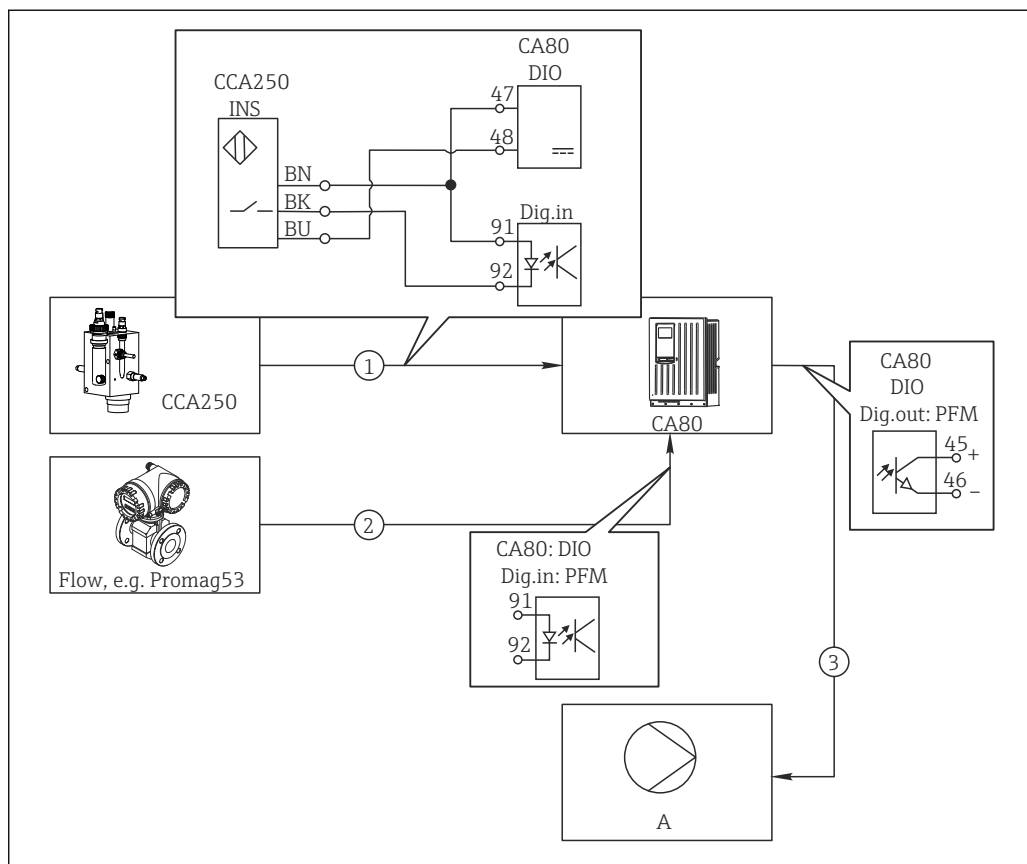 CCA250
INS
BN
BK
BU
CA80
DIO
47
48
Dig.in
91
92
CCA250
1
CA80
CA80
DIO
Dig.out: PFM
45 +
46 –
Flow, e.g. Promag53
2
CA80: DIO
Dig.in: PFM
91
92
3
A